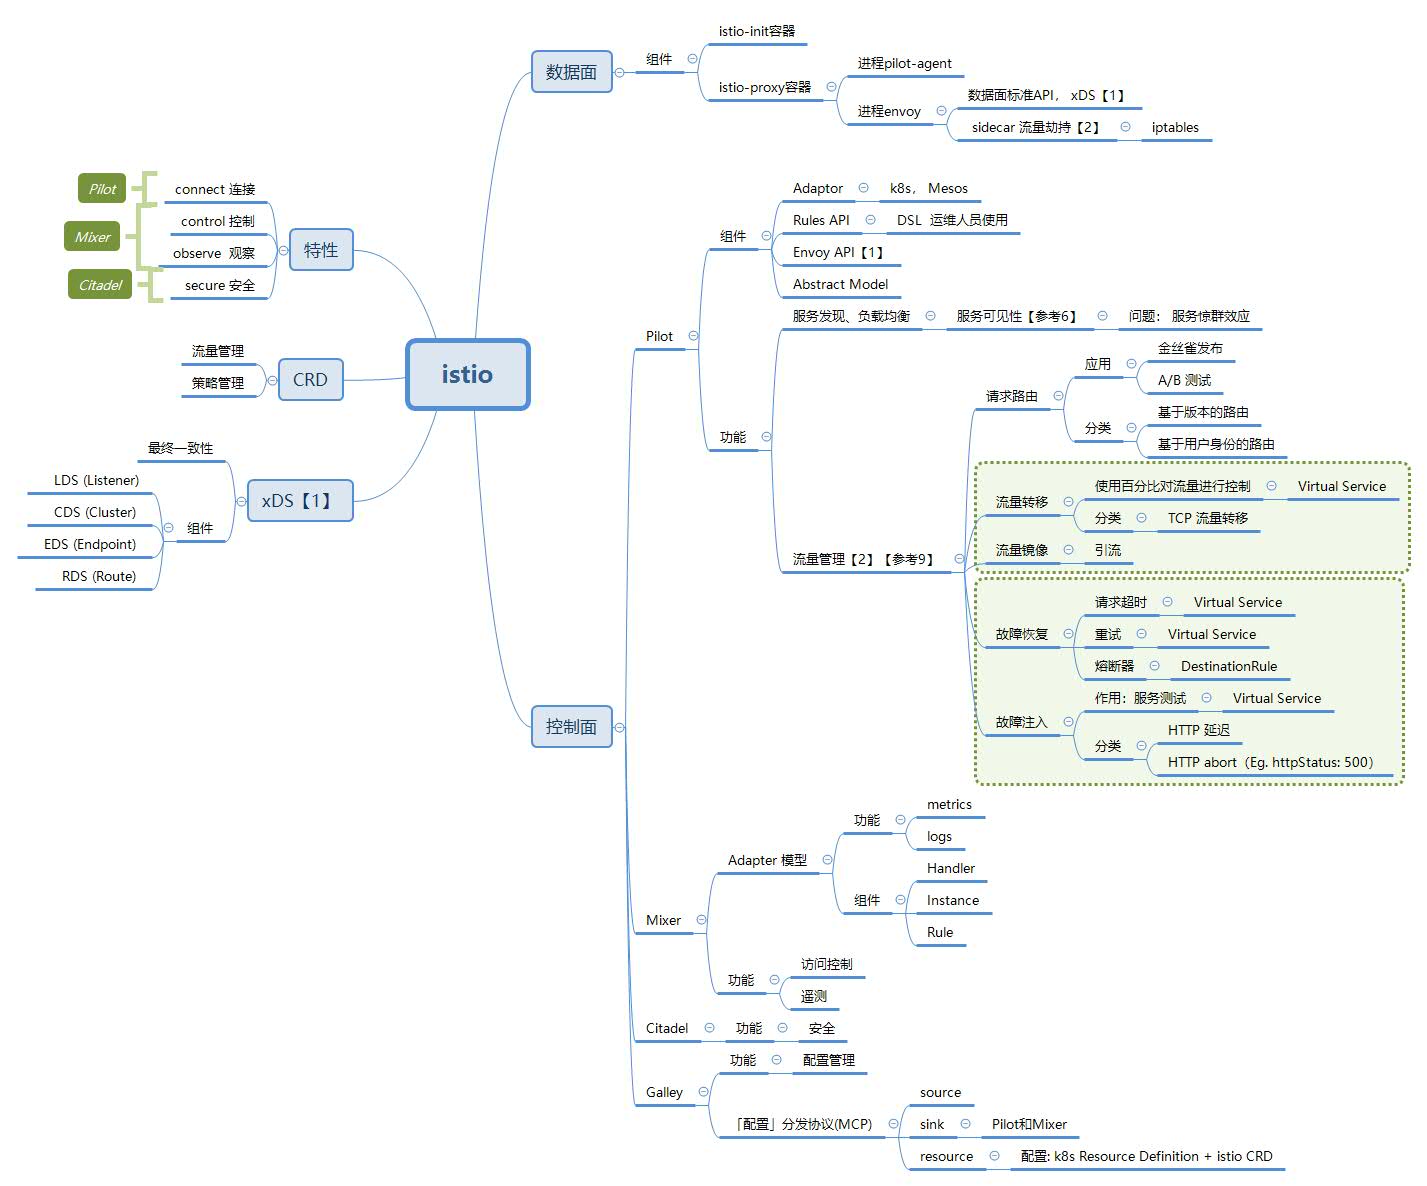 istio
数据面
组件
istio-init容器
istio-proxy容器
进程pilot-agent
进程envoy
数据面标准API， xDS【1】
sidecar 流量劫持【2】
iptables
特性
connect 连接
control 控制
observe 观察
secure 安全
Pilot
Mixer
Citadel
CRD
流量管理
策略管理
xDS【1】
最终一致性
组件
LDS (Listener)
CDS (Cluster)
EDS (Endpoint)
RDS (Route)
控制面
Pilot
组件
Adaptor
k8s， Mesos
Rules API
DSL 运维人员使用
Envoy API【1】
Abstract Model
功能
服务发现、负载均衡
服务可见性【参考6】
问题： 服务惊群效应
流量管理【2】【参考9】
请求路由
应用
金丝雀发布
A/B 测试
分类
基于版本的路由
基于用户身份的路由
流量转移
使用百分比对流量进行控制
Virtual Service
分类
TCP 流量转移
流量镜像
引流
故障恢复
请求超时
Virtual Service
重试
Virtual Service
熔断器
DestinationRule
故障注入
作用：服务测试
Virtual Service
分类
HTTP 延迟
HTTP abort（Eg. httpStatus: 500）
Mixer
Adapter 模型
功能
metrics
logs
组件
Handler
Instance
Rule
功能
访问控制
遥测
Citadel
功能
安全
Galley
功能
配置管理
「配置」分发协议(MCP)
source
sink
Pilot和Mixer
resource
配置: k8s Resource Definition + istio CRD